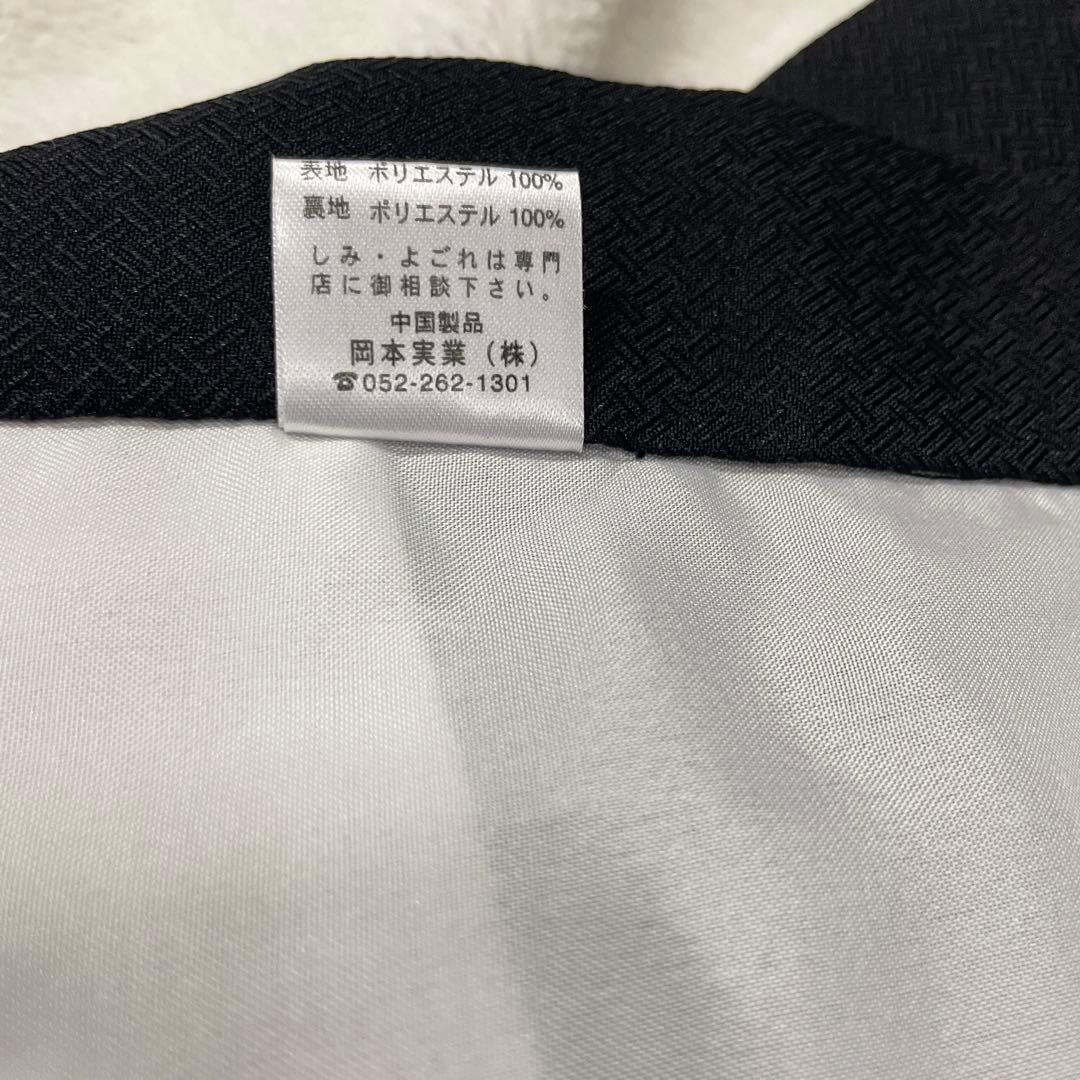 表地 ポリエステル 100%
裏地 ポリエステル 100%
しみ・よごれは専門
店に御相談下さい。
中国製品
岡本実業（株）
☎052-262-1301